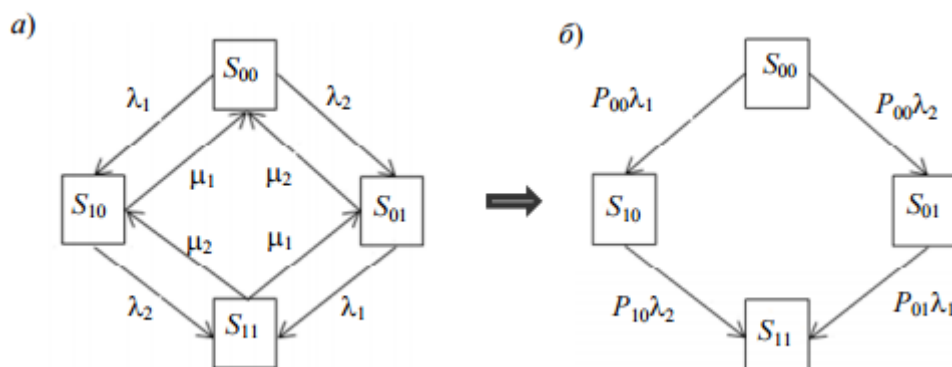 а)
S₀₀
λ₁ λ₂
μ₁ μ₂
S₁₀ S₀₁
μ₂ μ₁
λ₂ λ₁
S₁₁
б)
S₀₀
P₀₀λ₁ P₀₀λ₂
S₁₀ S₀₁
P₁₀λ₂ P₀₁λ₁
S₁₁